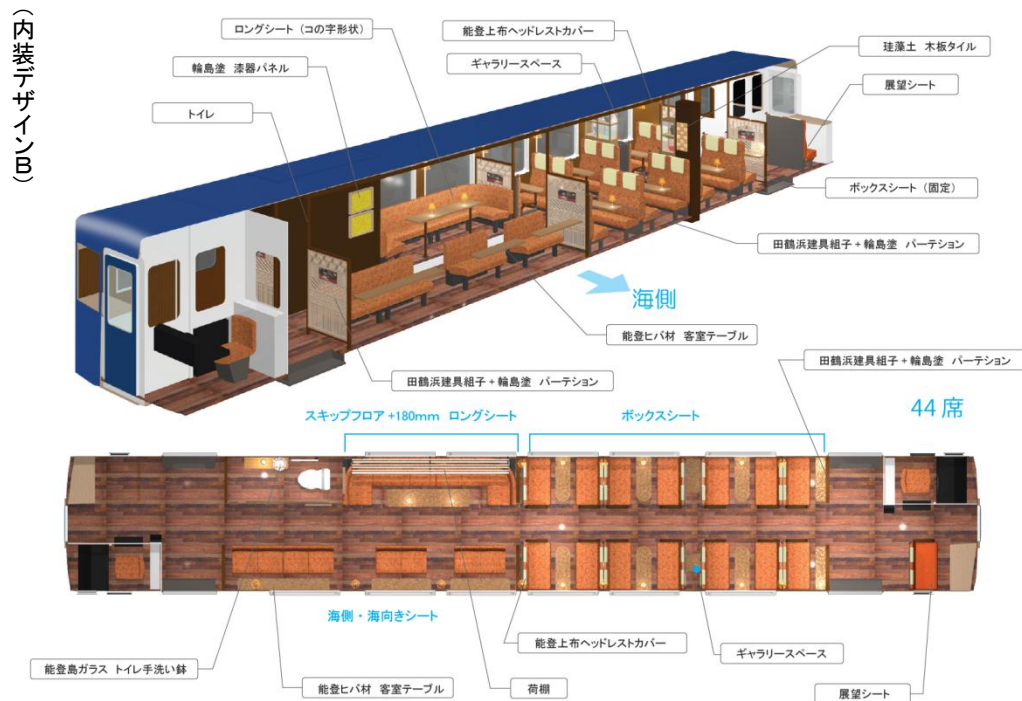 (内装デザインB)
ロングシート(コの字形状)
能登上布ヘッドレストカバー
輪島塗 漆器パネル
ギャラリースペース
珪藻土 木板タイル
トイレ
展望シート
ボックスシート(固定)
田鶴浜建具組子+輪島塗 パーテション
海側
能登ヒバ材 客室テーブル
田鶴浜建具組子+輪島塗 パーテション
田鶴浜建具組子+輪島塗 パーテション
スキップフロア+180mm ロングシート
ボックスシート
44席
海側・海向きシート
能登上布ヘッドレストカバー
ギャラリースペース
能登島ガラス トイレ手洗い鉢
能登ヒバ材 客室テーブル
荷棚
展望シート